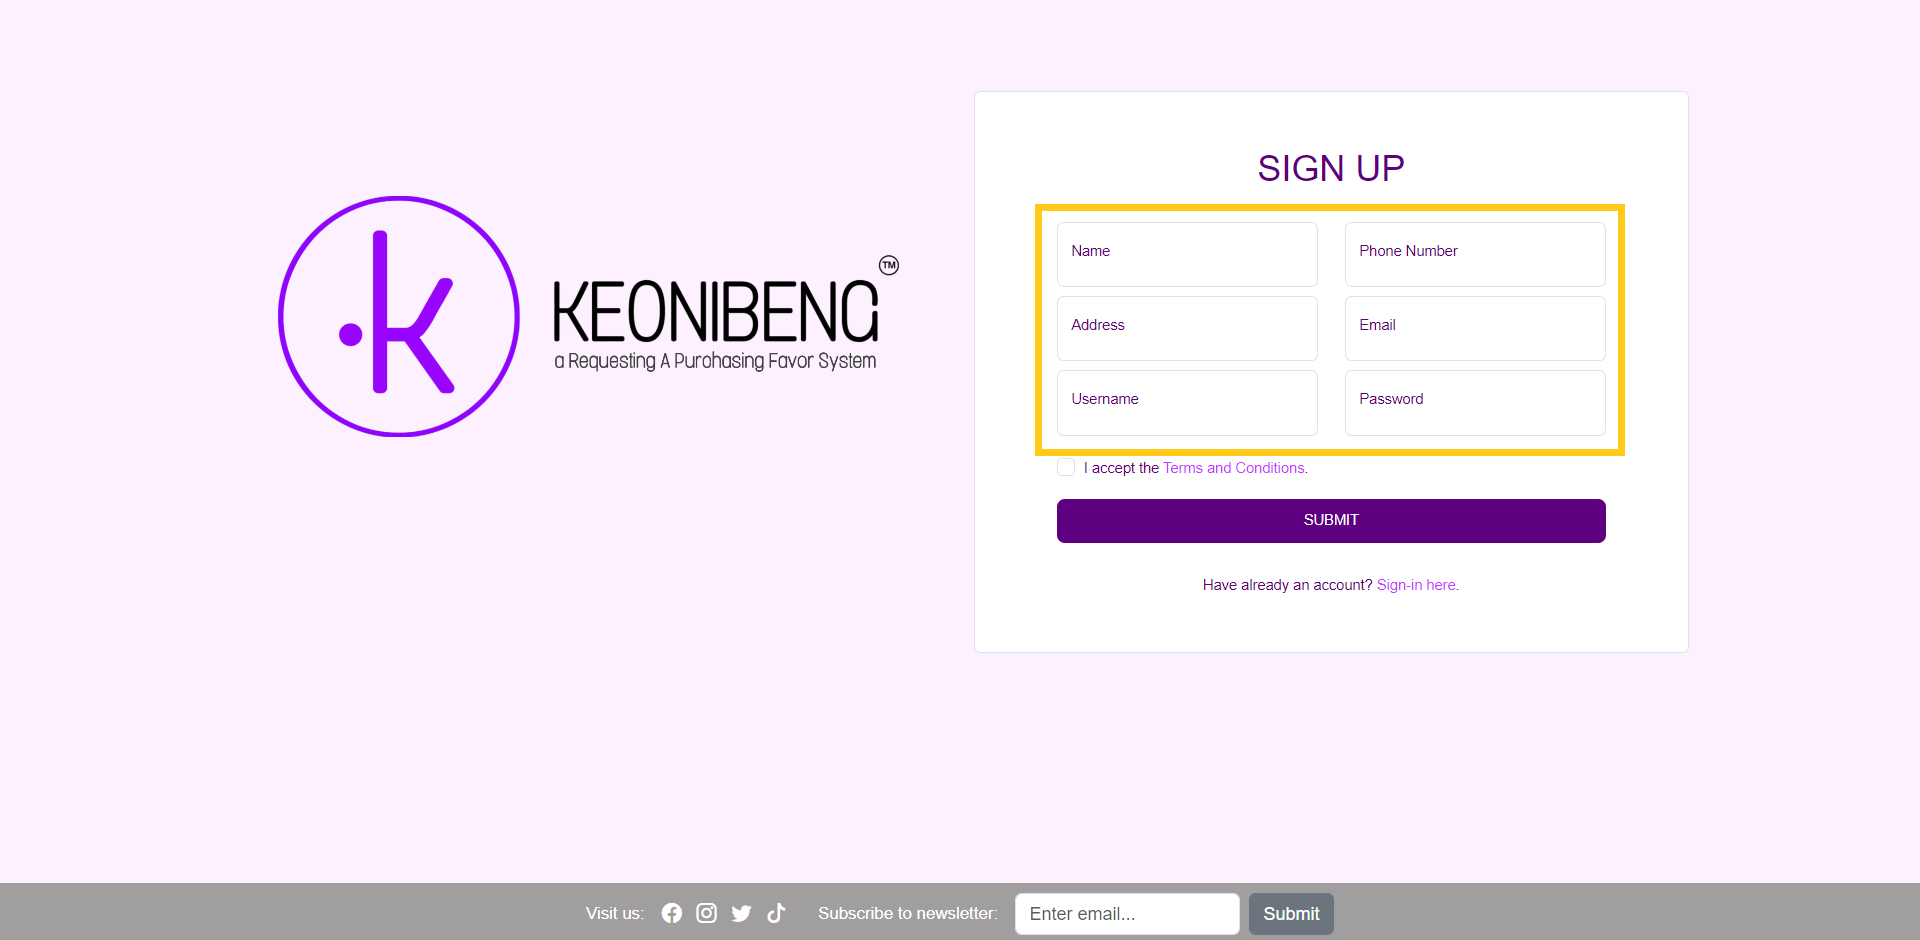 KEONIBENG
TM
a Requesting A Purchasing Favor System
SIGN UP
Name
Phone Number
Address
Email
Username
Password
I accept the Terms and Conditions.
SUBMIT
Have already an account? Sign-in here.
Visit us:
Subscribe to newsletter:
Enter email...
Submit